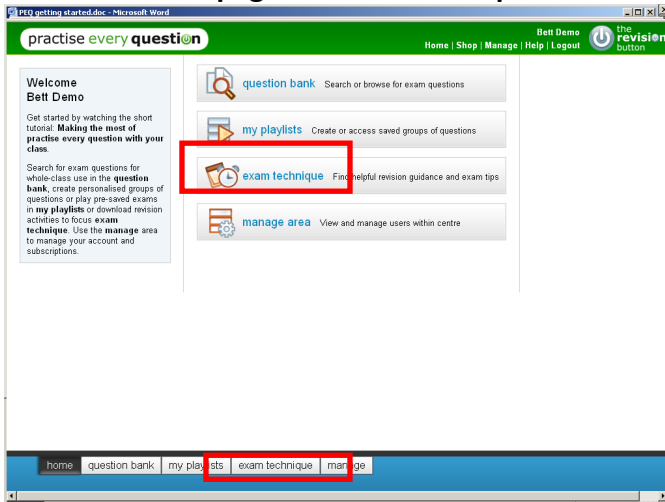 PEQ getting started.doc - Microsoft Word
practise every question
Bett Demo
Home | Shop | Manage | Help | Logout
the
revision
button
Welcome
Bett Demo
Get started by watching the short
tutorial: Making the most of
practise every question with your
class.
Search for exam questions for
whole-class use in the question
bank, create personalised groups of
questions or play pre-saved exams
in my playlists or download revision
activities to focus exam
technique. Use the manage area
to manage your account and
subscriptions.
question bank Search or browse for exam questions
my playlists Create or access saved groups of questions
exam technique Find helpful revision guidance and exam tips
manage area View and manage users within centre
home question bank my playlists exam technique manage